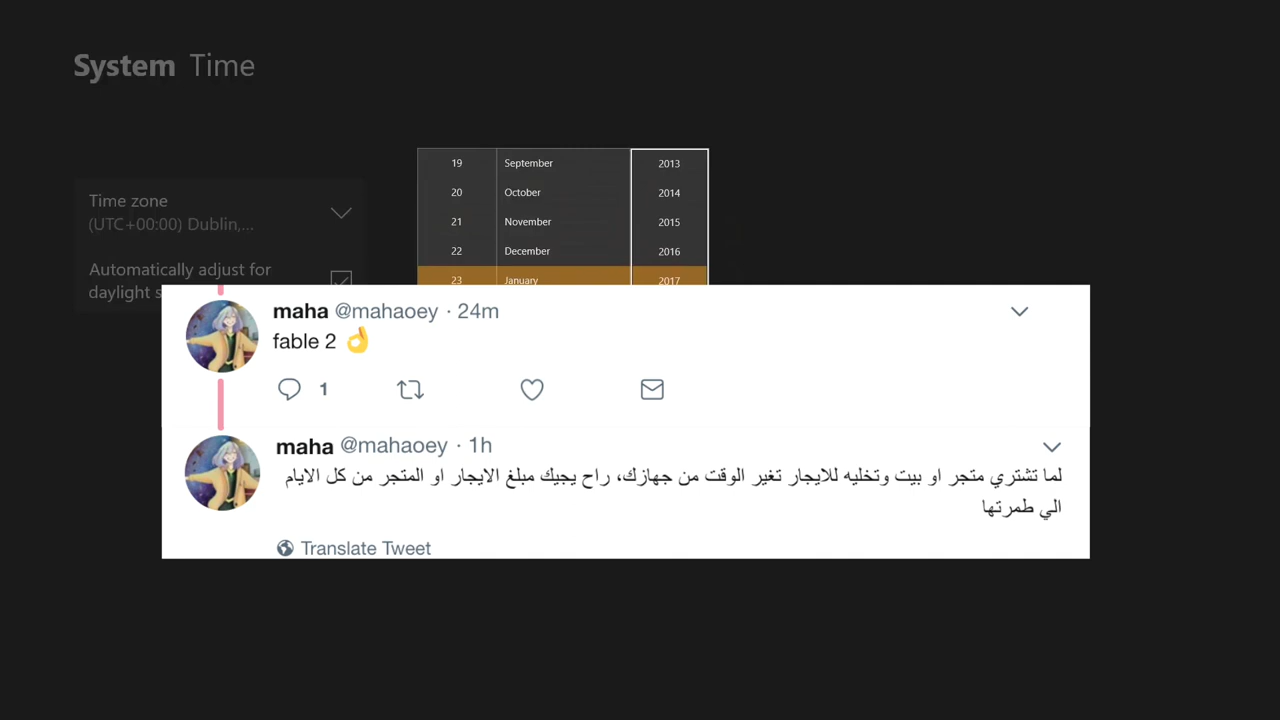 System Time
19 September 2013
Time zone
20 October 2014
(UTC+00:00) Dublin,...
21 November 2015
22 December 2016
Automatically adjust for
23 January 2017
daylight s
maha @mahaoey · 24m
fable 2 👌
1
maha @mahaoey · 1h
لما تشتري متجر او بيت وتخليه للايجار تغير الوقت من جهازك، راح يجيك مبلغ الايجار او المتجر من كل الايام
الي طمرتها
Translate Tweet